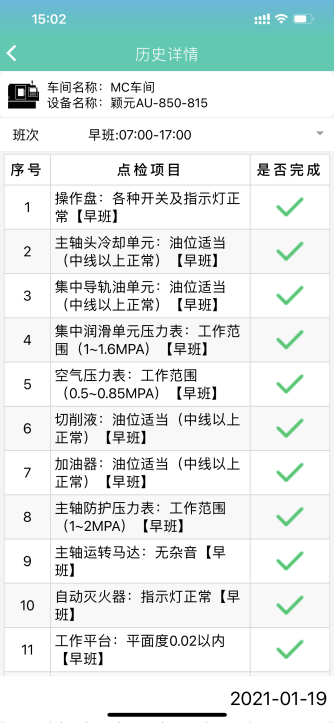 15:02
历史详情
车间名称：MC车间
设备名称：颖元AU-850-815
班次 早班:07:00-17:00
序号 点检项目 是否完成
1 操作盘：各种开关及指示灯正
常【早班】
2 主轴头冷却单元：油位适当
（中线以上正常）【早班】
3 集中导轨油单元：油位适当
（中线以上正常）【早班】
4 集中润滑单元压力表：工作范
围（1~1.6MPA）【早班】
5 空气压力表：工作范围
（0.5~0.85MPA）【早班】
6 切削液：油位适当（中线以上
正常）【早班】
7 加油器：油位适当（中线以上
正常）【早班】
8 主轴防护压力表：工作范围
（1~2MPA）【早班】
9 主轴运转马达：无杂音【早
班】
10 自动灭火器：指示灯正常【早
班】
11 工作平台：平面度0.02以内
【早班】
2021-01-19